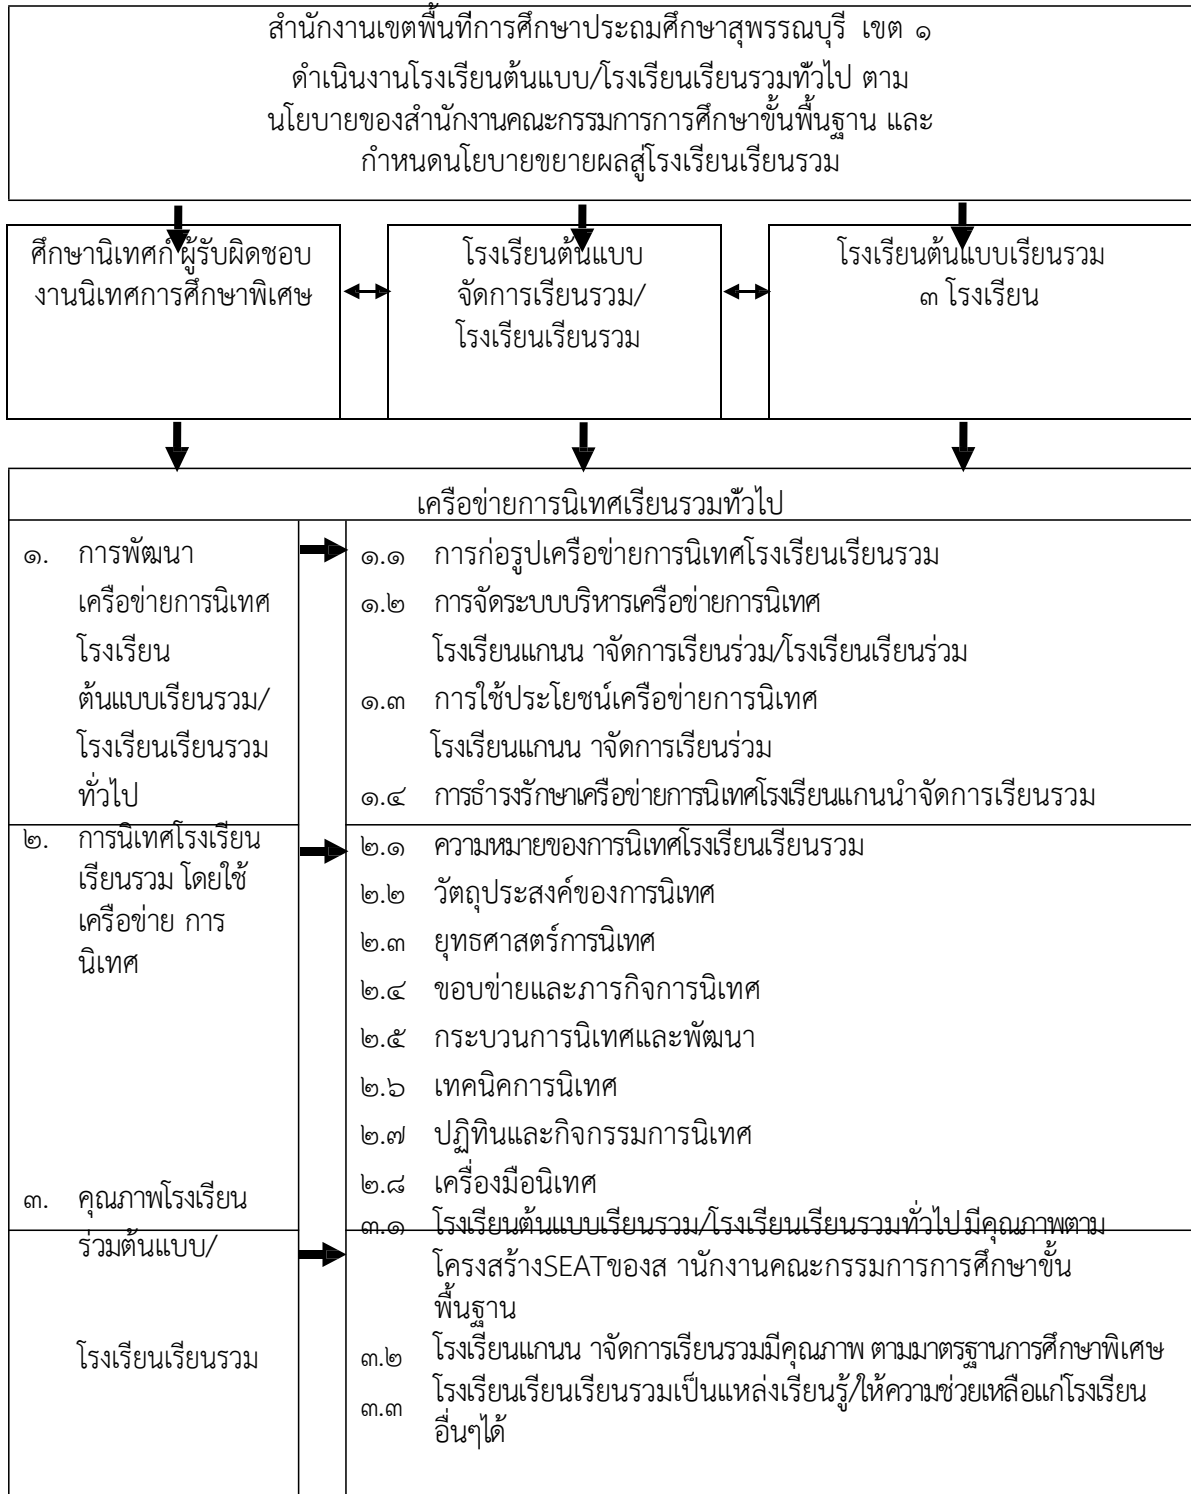 สำนักงานเขตพื้นที่การศึกษาประถมศึกษาสุพรรณบุรี เขต ๑
ดำเนินงานโรงเรียนต้นแบบ/โรงเรียนเรียนรวมทั่วไป ตาม
นโยบายของสำนักงานคณะกรรมการการศึกษาขั้นพื้นฐาน และ
กำหนดนโยบายขยายผลสู่โรงเรียนเรียนรวม
ศึกษานิเทศก์ ผู้รับผิดชอบ
งานนิเทศการศึกษาพิเศษ
โรงเรียนต้นแบบ
จัดการเรียนรวม/
โรงเรียนเรียนรวม
โรงเรียนต้นแบบเรียนรวม
๓ โรงเรียน
เครือข่ายการนิเทศเรียนรวมทั่วไป
๑. การพัฒนา
เครือข่ายการนิเทศ
โรงเรียน
ต้นแบบเรียนรวม/
โรงเรียนเรียนรวม
ทั่วไป
๑.๑ การก่อรูปเครือข่ายการนิเทศโรงเรียนเรียนรวม
๑.๒ การจัดระบบบริหารเครือข่ายการนิเทศ
โรงเรียนแกนน าจัดการเรียนร่วม/โรงเรียนเรียนร่วม
๑.๓ การใช้ประโยชน์เครือข่ายการนิเทศ
โรงเรียนแกนน าจัดการเรียนร่วม
๑.๔ การธำรงรักษาเครือข่ายการนิเทศโรงเรียนแกนนำจัดการเรียนรวม
๒. การนิเทศโรงเรียน
เรียนรวม โดยใช้
เครือข่าย การ
นิเทศ
๒.๑ ความหมายของการนิเทศโรงเรียนเรียนรวม
๒.๒ วัตถุประสงค์ของการนิเทศ
๒.๓ ยุทธศาสตร์การนิเทศ
๒.๔ ขอบข่ายและภารกิจการนิเทศ
๒.๕ กระบวนการนิเทศและพัฒนา
๒.๖ เทคนิคการนิเทศ
๒.๗ ปฏิทินและกิจกรรมการนิเทศ
๒.๘ เครื่องมือนิเทศ
๓. คุณภาพโรงเรียน
ร่วมต้นแบบ/
โรงเรียนเรียนรวม
๓.๑ โรงเรียนต้นแบบเรียนรวม/โรงเรียนเรียนรวมทั่วไป มีคุณภาพตาม
โครงสร้างSEATของส านักงานคณะกรรมการการศึกษาขั้น
พื้นฐาน
๓.๒ โรงเรียนแกนน าจัดการเรียนรวมมีคุณภาพ ตามมาตรฐานการศึกษาพิเศษ
๓.๓ โรงเรียนเรียนเรียนรวมเป็นแหล่งเรียนรู้/ให้ความช่วยเหลือแก่โรงเรียน
อื่นๆได้